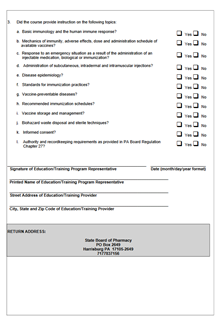 3. Did the course provide instruction on the following topics:
a. Basic immunology and the human immune response? Yes No
b. Mechanics of immunity, adverse effects, dose and administration schedule of
available vaccines? Yes No
c. Response to an emergency situation as a result of the administration of an
injectable medication, biological or immunization? Yes No
d. Administration of subcutaneous, intradermal and intramuscular injections? Yes No
e. Disease epidemiology? Yes No
f. Standards for immunization practices? Yes No
g. Vaccine-preventable diseases? Yes No
h. Recommended immunization schedules? Yes No
i. Vaccine storage and management? Yes No
j. Biohazard waste disposal and sterile techniques? Yes No
k. Informed consent? Yes No
l. Authority and recordkeeping requirements as provided in PA Board Regulation
Chapter 27? Yes No
Signature of Education/Training Program Representative Date (month/day/year format)
Printed Name of Education/Training Program Representative
Street Address of Education/Training Provider
City, State and Zip Code of Education/Training Provider
RETURN ADDRESS:
State Board of Pharmacy
PO Box 2649
Harrisburg PA 17105-2649
7177837156